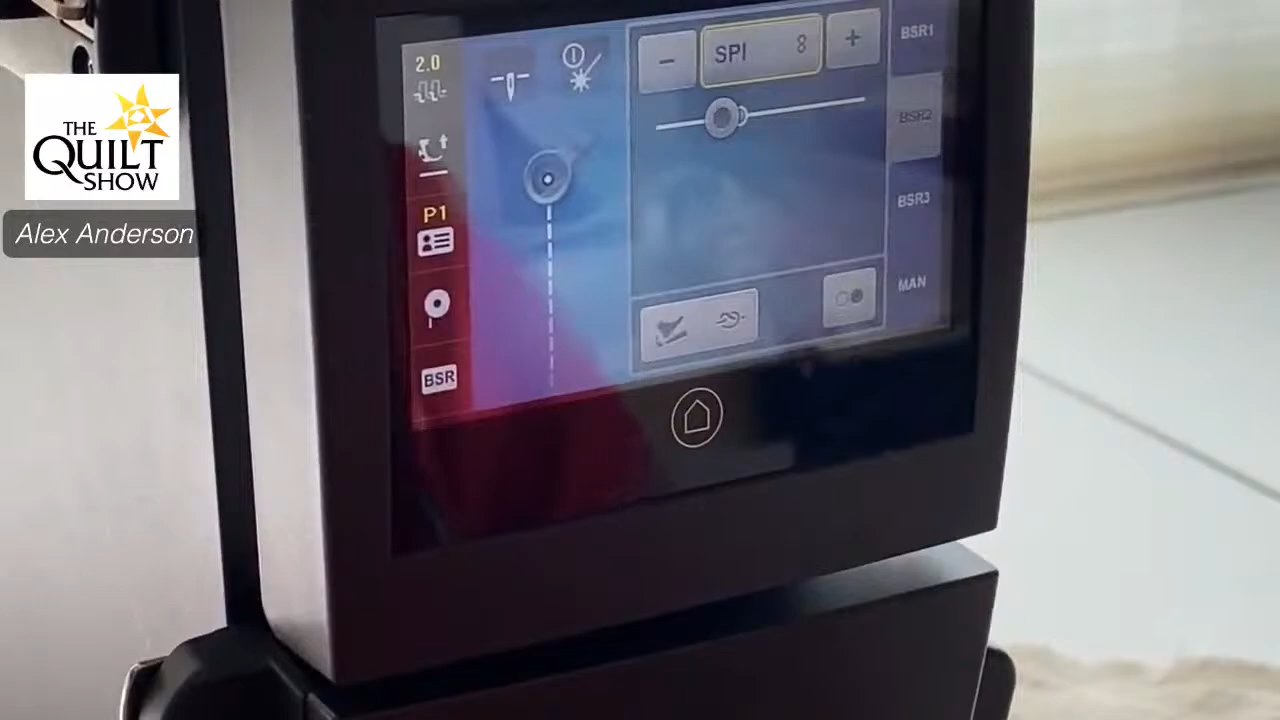 THE
QUILT
SHOW
Alex Anderson
2.0
P1
BSR
SPI 8
BSR1
BSR2
BSR3
MAN